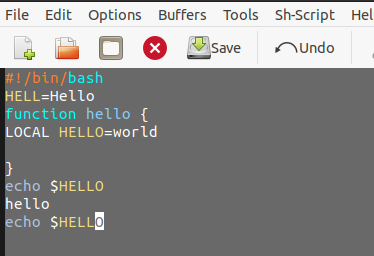 File Edit Options Buffers Tools Sh-Script Hel
Save Undo
#!/bin/bash
HELL=Hello
function hello {
LOCAL HELLO=world
}
echo $HELLO
hello
echo $HELLO